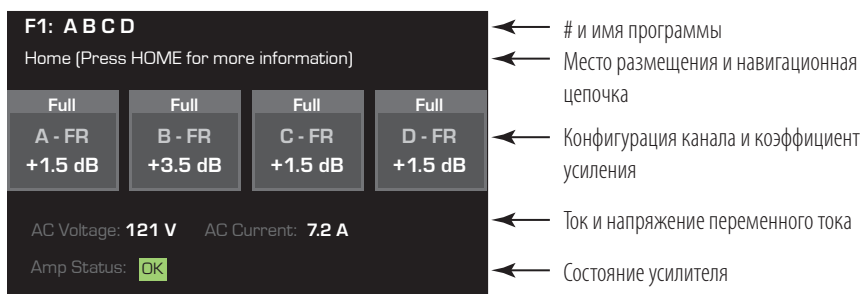 F1: A B C D
Home (Press HOME for more information)
Full Full Full Full
A - FR B - FR C - FR D - FR
+1.5 dB +3.5 dB +1.5 dB +1.5 dB
AC Voltage: 121 V AC Current: 7.2 A
Amp Status: OK
# и имя программы
Место размещения и навигационная
цепочка
Конфигурация канала и коэффициент
усиления
Ток и напряжение переменного тока
Состояние усилителя